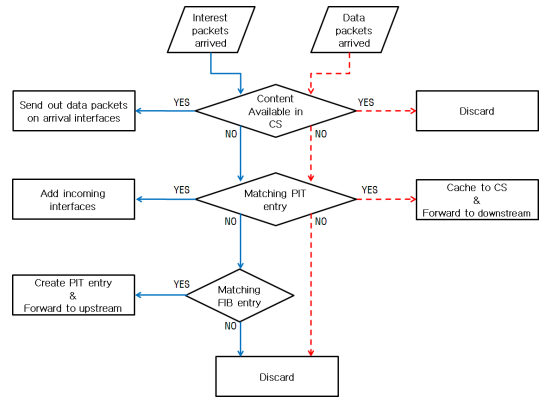 Interest
packets
arrived
Data
packets
arrived
Send out data packets
on arrival interfaces
YES
Content
Available in
CS
YES
Discard
NO
NO
Add incoming
interfaces
YES
Matching PIT
entry
YES
Cache to CS
&
Forward to downstream
NO
NO
Create PIT entry
&
Forward to upstream
YES
Matching
FIB entry
NO
Discard